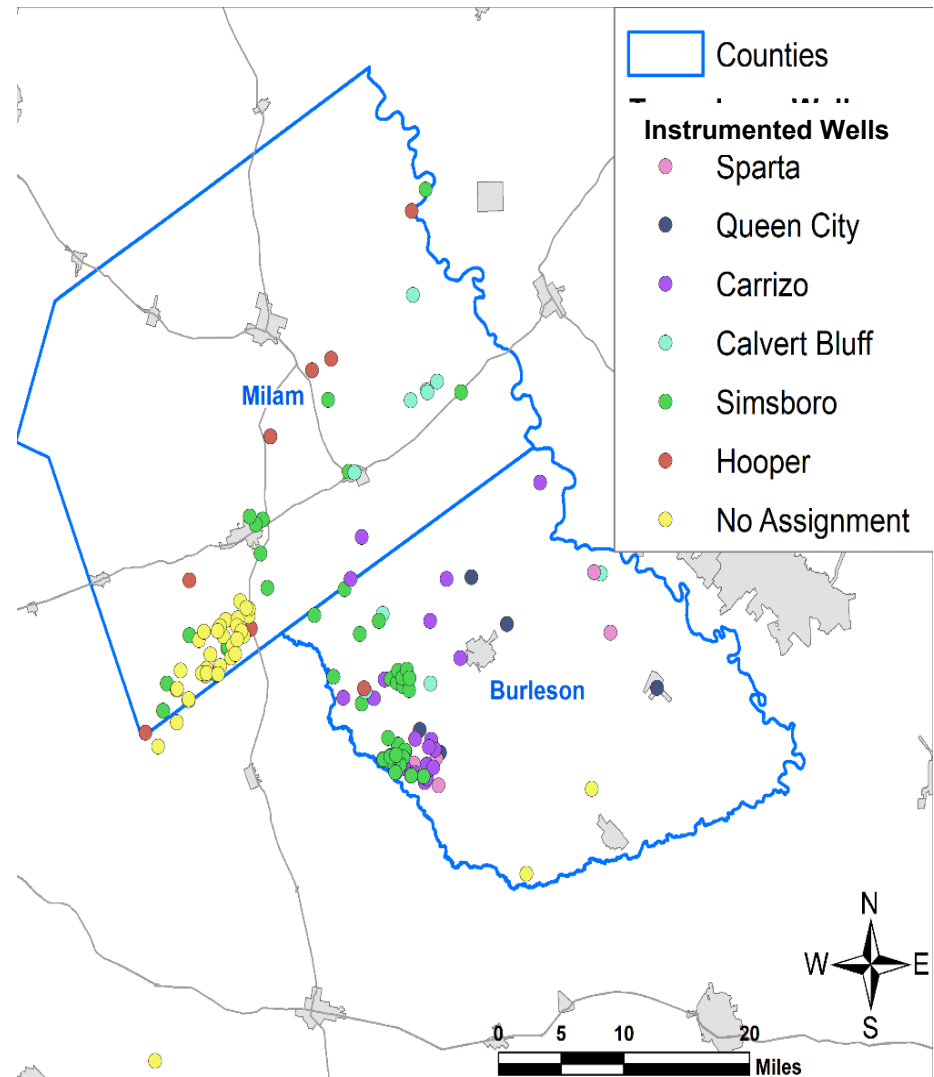 Counties
Instrumented Wells
Sparta
Queen City
Carrizo
Calvert Bluff
Simsboro
Hooper
No Assignment
Milam
Burleson
N
W E
S
0 5 10 20
Miles